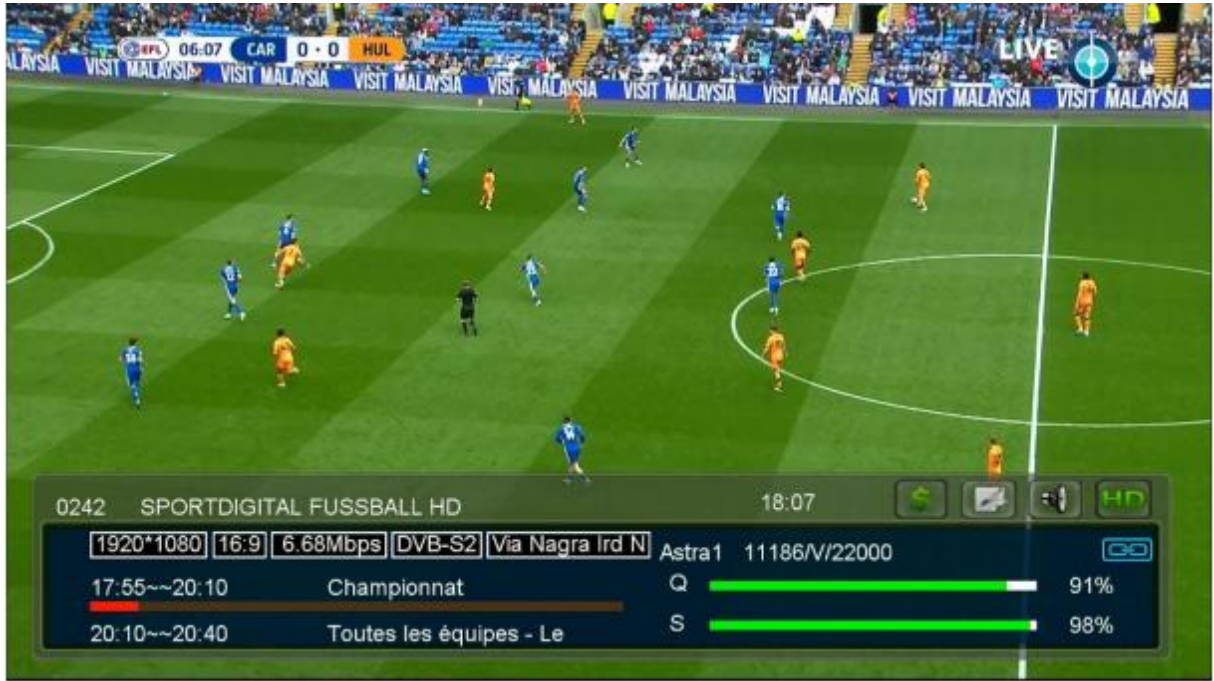 EFL 06:07 CAR 0 - 0 HUL
LIVE
ALAYSIA VISIT MALAYSIA VISIT MALAYSIA VISIT MALAYSIA VISIT MALAYSIA VISIT MALAYSIA VISIT MALAYSIA VISIT MALAYSIA VISIT MALAYSIA
0242 SPORTDIGITAL FUSSBALL HD 18:07 $ HD
1920*1080 16:9 6.68Mbps DVB-S2 Via Nagra Ird N
Astra1 11186/V/22000
17:55~~20:10 Championnat
Q 91%
20:10~~20:40 Toutes les équipes - Le
S 98%